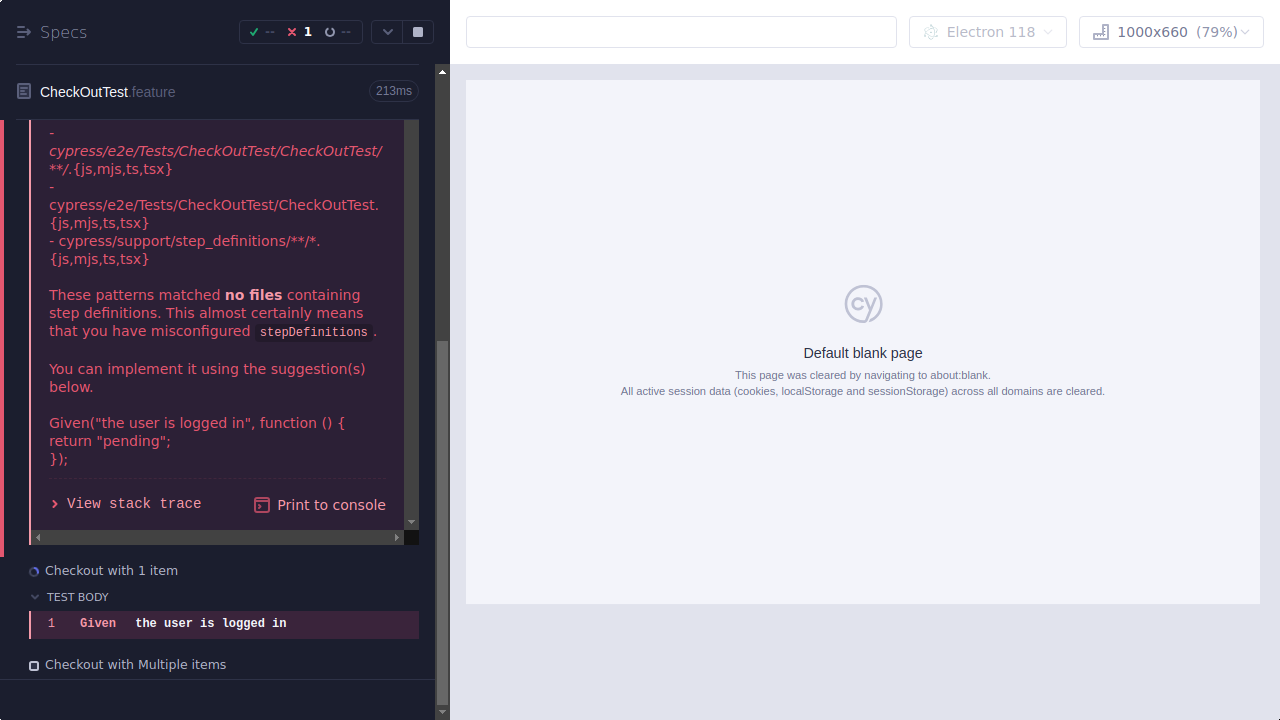 Specs
--
1
--
Electron 118
1000x660 (79%)
CheckOutTest.feature
213ms
-
cypress/e2e/Tests/CheckOutTest/CheckOutTest/
**/.{js,mjs,ts,tsx}
-
cypress/e2e/Tests/CheckOutTest/CheckOutTest.
{js,mjs,ts,tsx}
- cypress/support/step_definitions/**/*.
{js,mjs,ts,tsx}
These patterns matched no files containing
step definitions. This almost certainly means
that you have misconfigured stepDefinitions.
You can implement it using the suggestion(s)
below.
Given("the user is logged in", function () {
return "pending";
});
View stack trace
Print to console
Checkout with 1 item
TEST BODY
1 Given the user is logged in
Checkout with Multiple items
cy
Default blank page
This page was cleared by navigating to about:blank.
All active session data (cookies, localStorage and sessionStorage) across all domains are cleared.